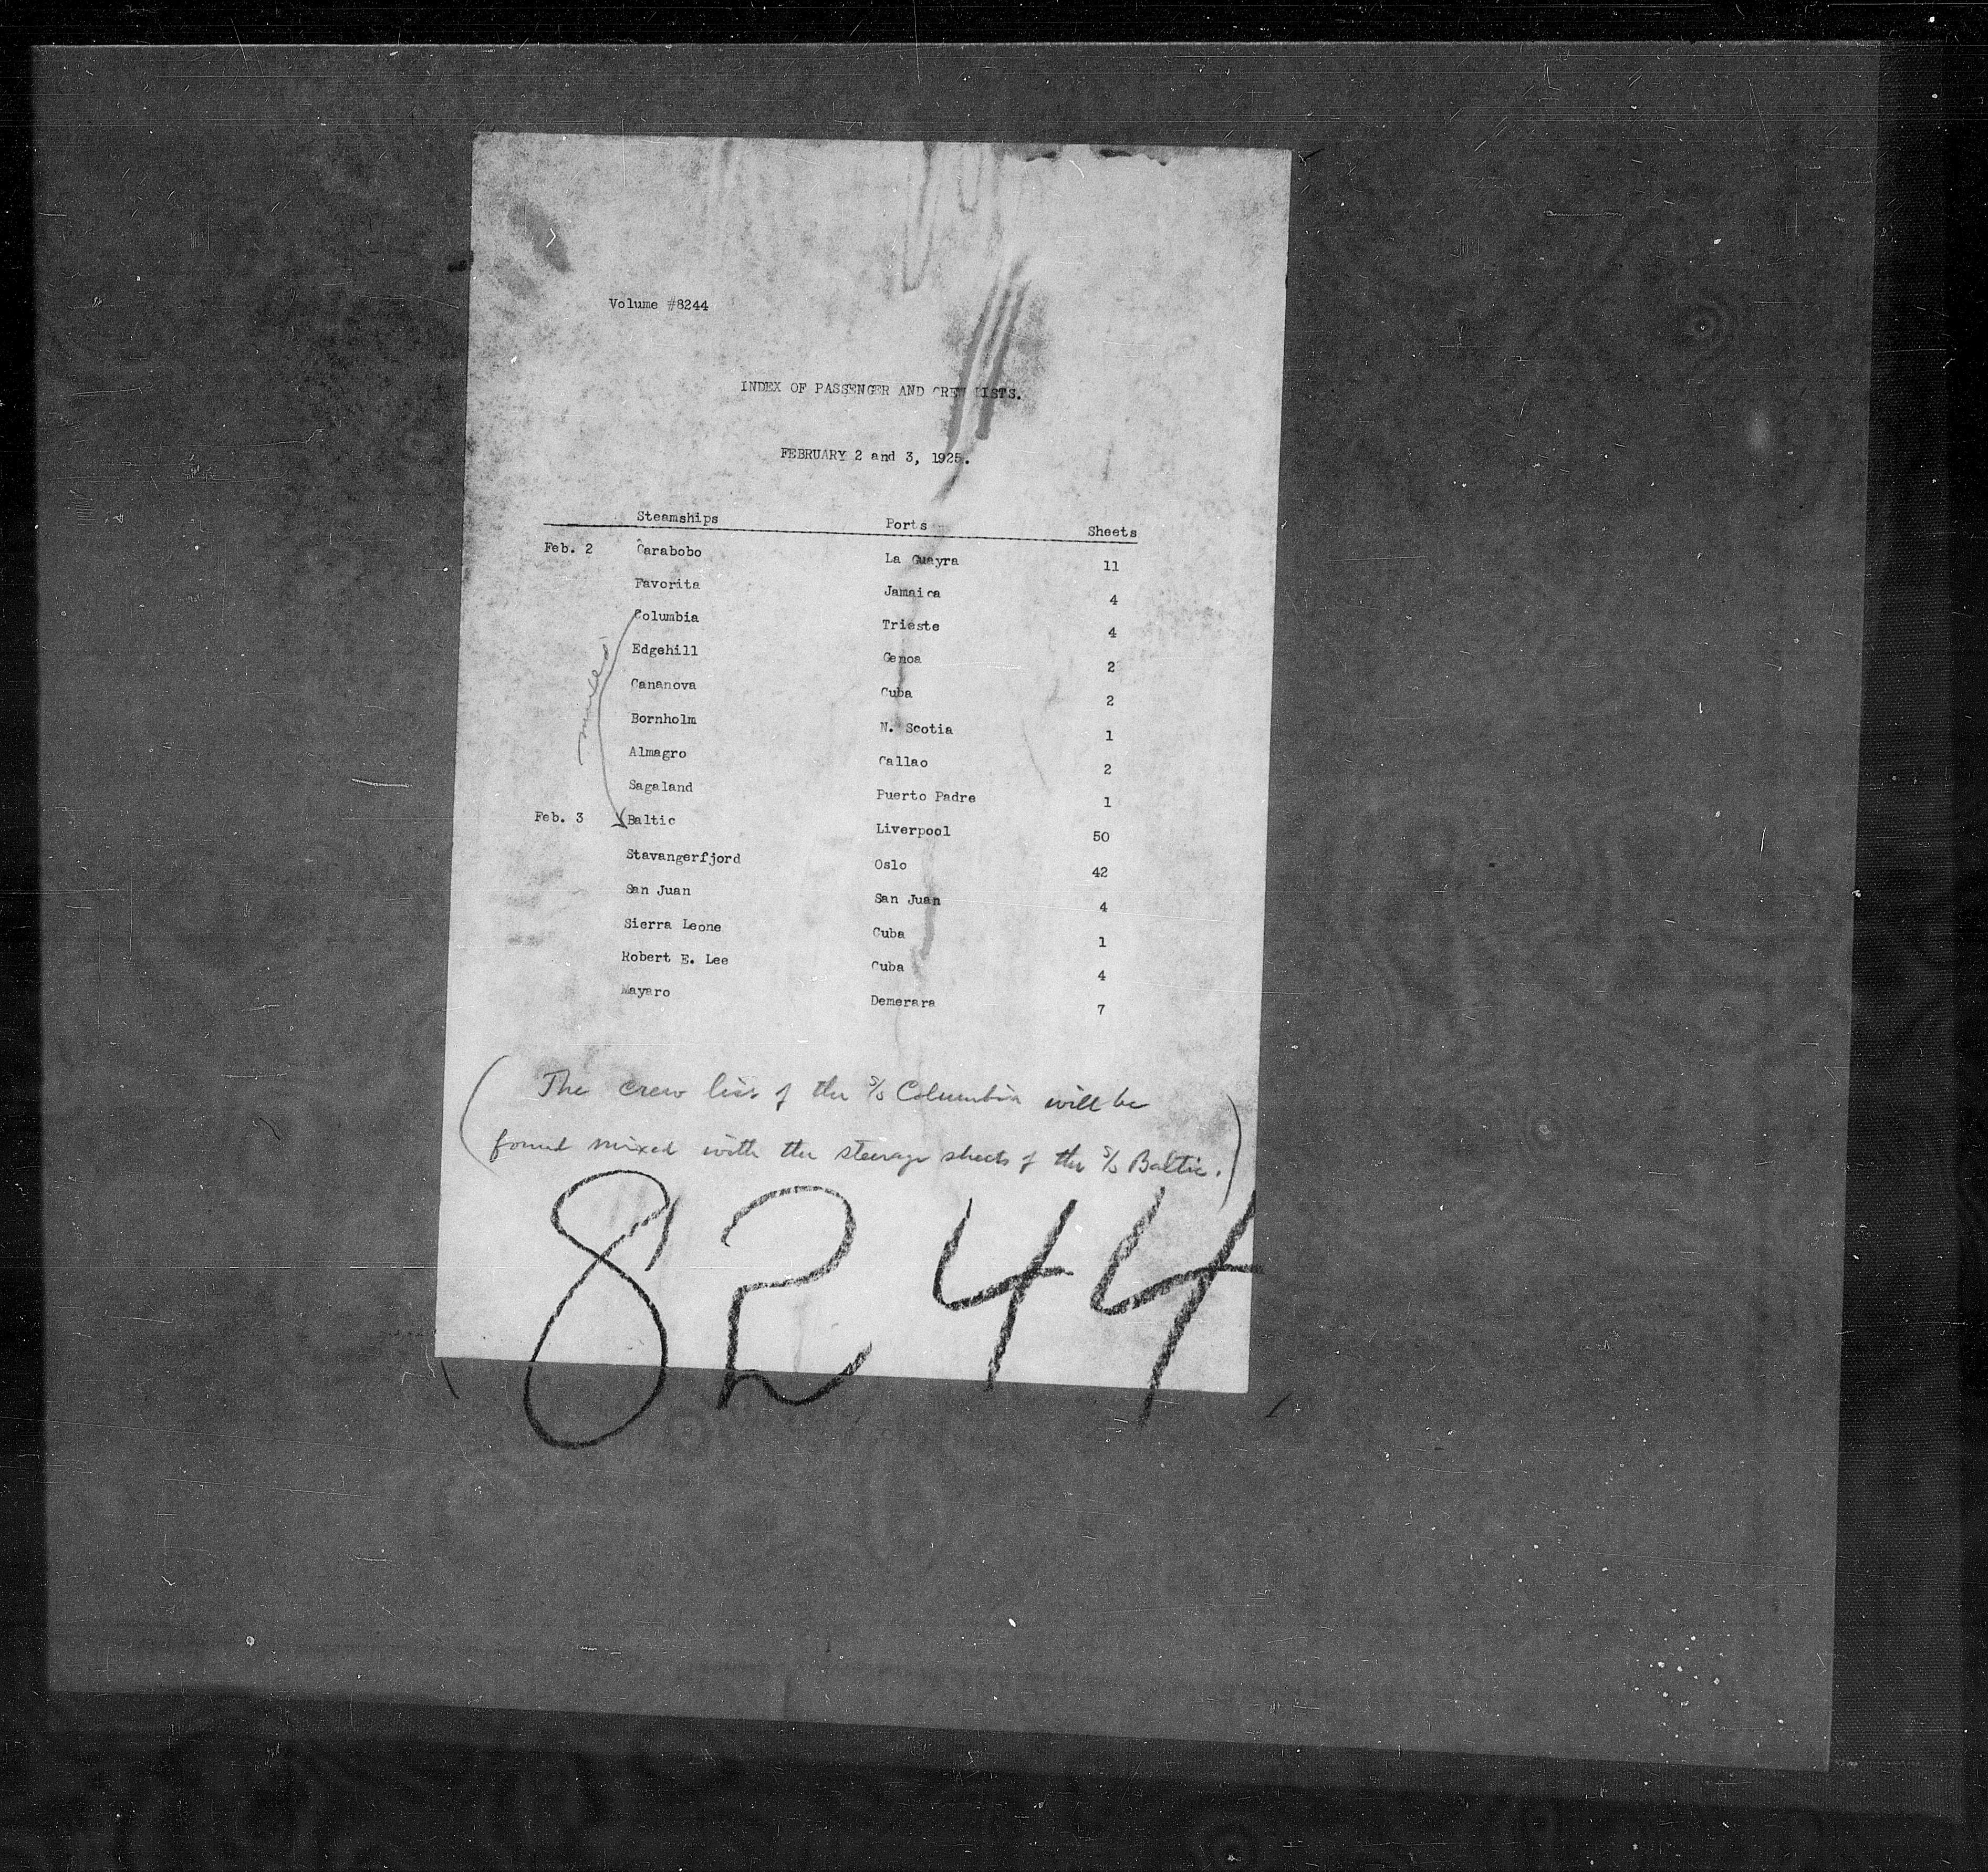 Volume #8244
INDEX OF PASSENGER AND CREW LISTS.
FEBRUARY 2 and 3, 1925.
Steamships Ports Sheets
Feb. 2 Carabobo La Guayra 11
Favorita Jamaica 4
Columbia Trieste 4
Edgehill Genoa 2
Cananova Cuba 2
Bornholm N. Scotia 1
Almagro Callao 2
Sagaland Puerto Padre 1
Feb. 3 Baltic Liverpool 50
Stavangerfjord Oslo 42
San Juan San Juan 4
Sierra Leone Cuba 1
Robert E. Lee Cuba 4
Mayaro Demerara 7
(The crew list of the S/S Columbia will be
found mixed with the steerage sheets of the S/S Baltic.)
8244